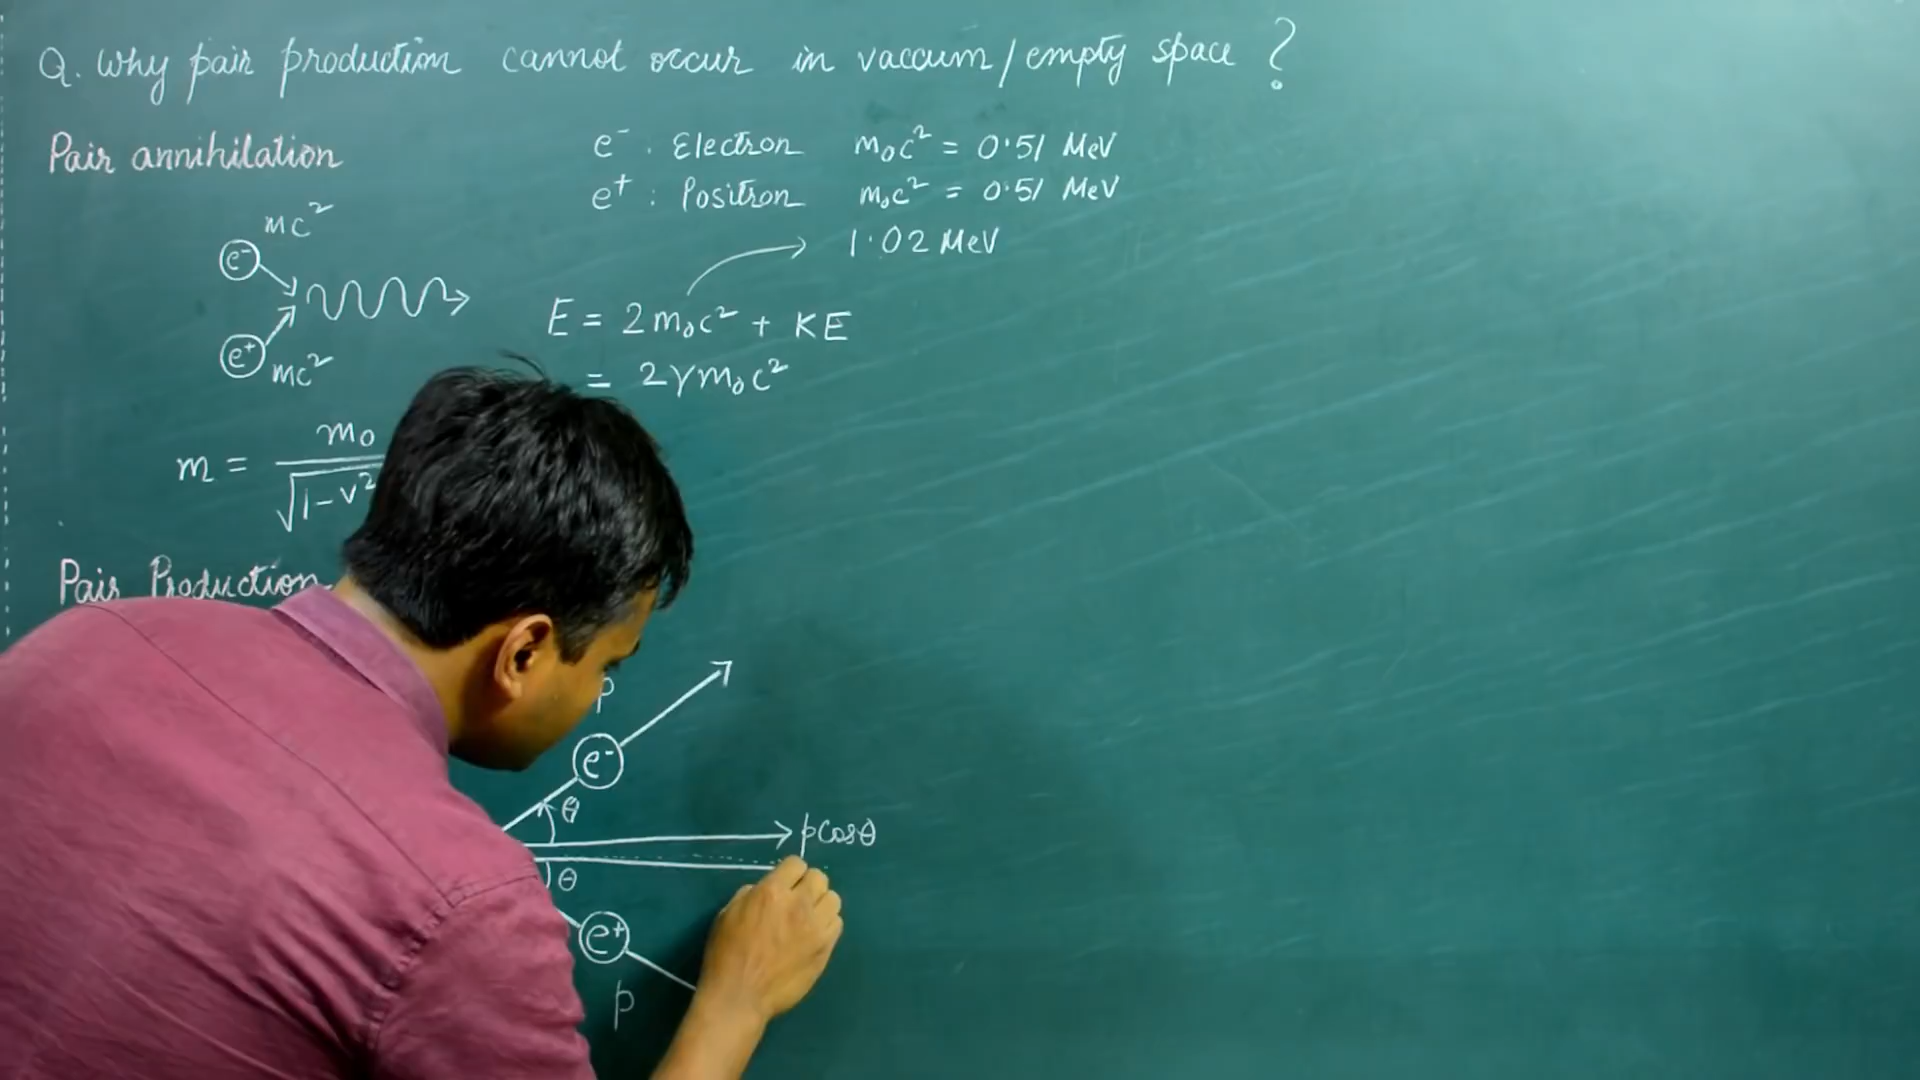 Q. Why pair production cannot occur in vaccum/empty space ?
Pair annihilation
e⁻ : Electron m₀c² = 0.51 MeV
e⁺ : Positron m₀c² = 0.51 MeV
1.02 MeV
mc²
e⁻
e⁺
mc²
E = 2m₀c² + KE
= 2γm₀c²
m = m₀
√1-v²
Pair Production
p
e⁻
θ
pcosθ
θ
e⁺
p